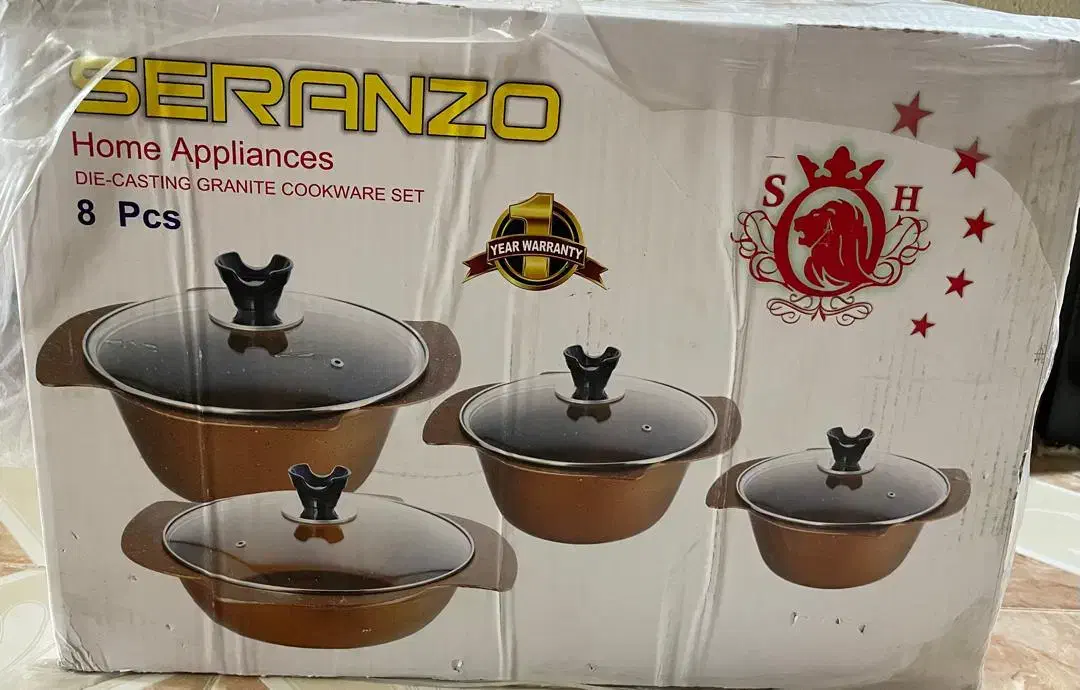 SERANZO
Home Appliances
DIE-CASTING GRANITE COOKWARE SET
8 Pcs
1
YEAR WARRANTY
S H